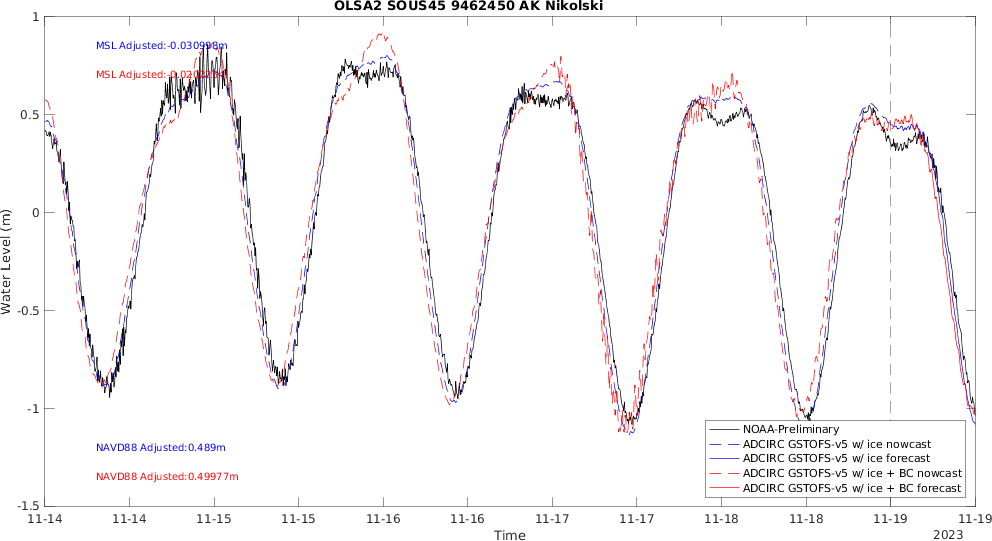 OLSA2 SOUS45 9462450 AK Nikolski
MSL Adjusted:-0.030998m
MSL Adjusted:
NAVD88 Adjusted:0.489m
NAVD88 Adjusted:0.49977m
Water Level (m)
1
0.5
0
-0.5
-1
-1.5
NOAA-Preliminary
ADCIRC GSTOFS-v5 w/ ice nowcast
ADCIRC GSTOFS-v5 w/ ice forecast
ADCIRC GSTOFS-v5 w/ ice + BC nowcast
ADCIRC GSTOFS-v5 w/ ice + BC forecast
11-14 11-14 11-15 11-15 11-16 11-16 11-17 11-17 11-18 11-18 11-19 11-19
Time
2023